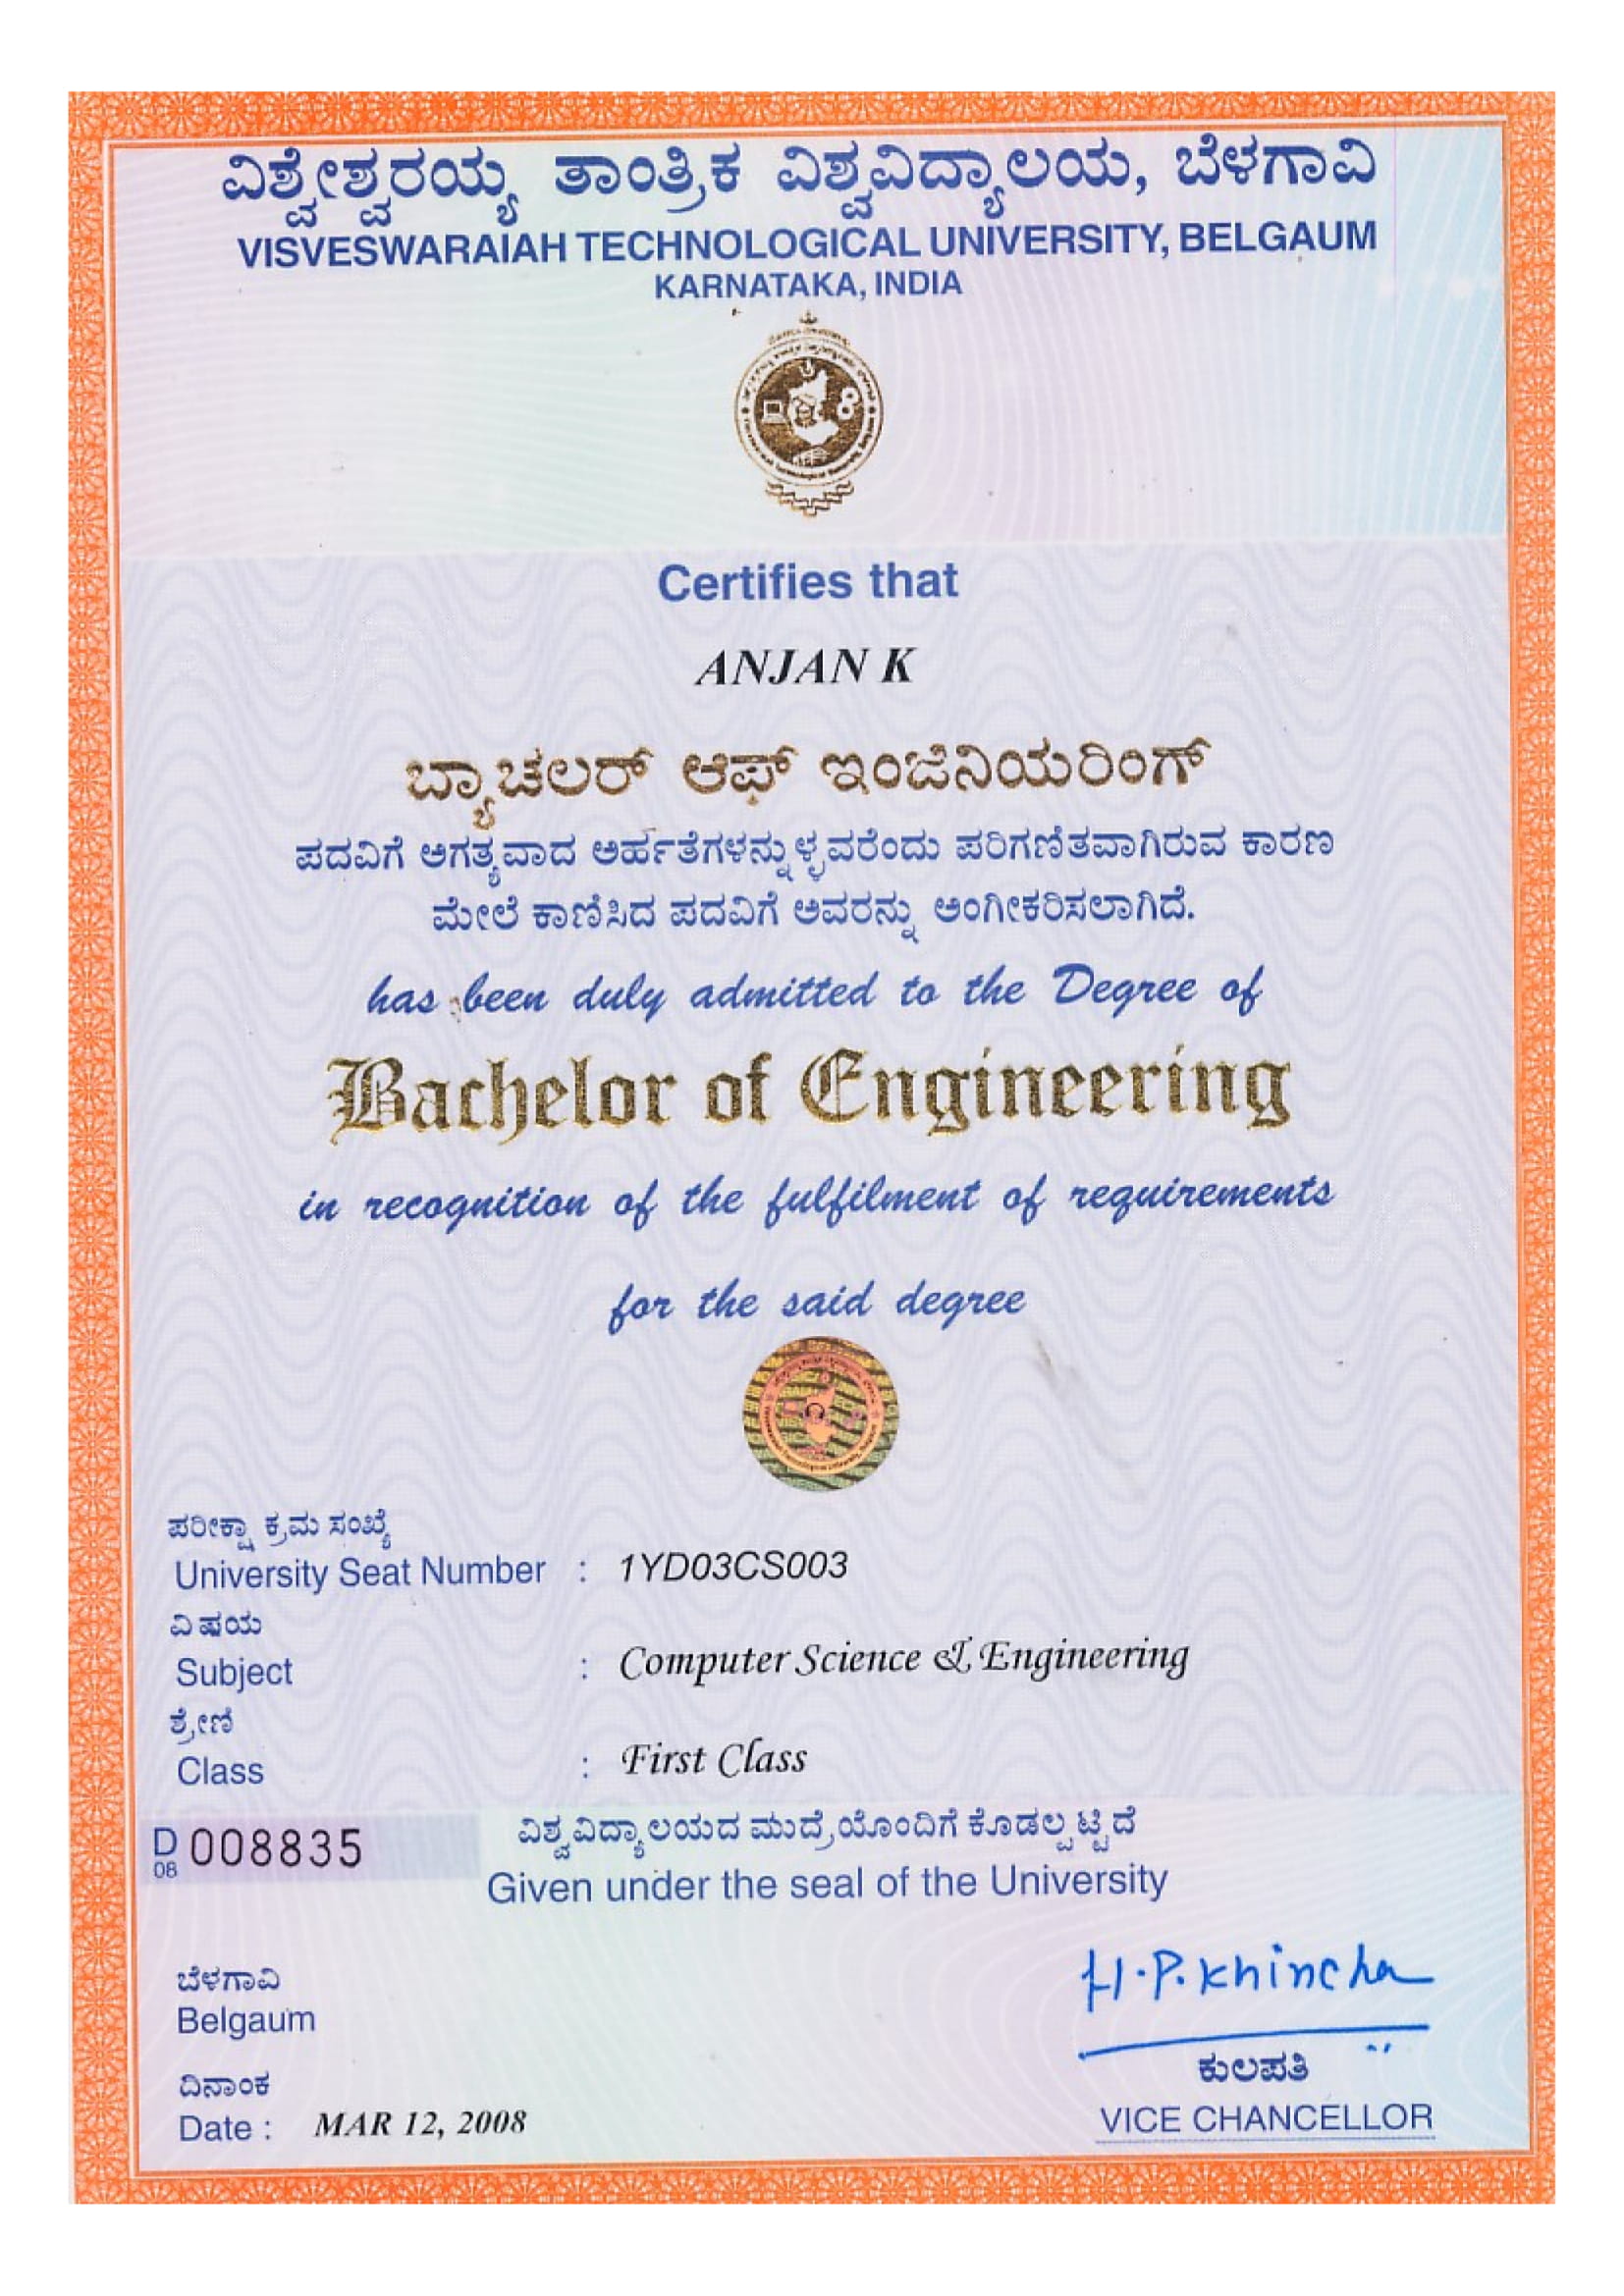 ವಿಶ್ವೇಶ್ವರಯ್ಯ ತಾಂತ್ರಿಕ ವಿಶ್ವವಿದ್ಯಾಲಯ, ಬೆಳಗಾವಿ
VISVESWARAIAH TECHNOLOGICAL UNIVERSITY, BELGAUM
KARNATAKA, INDIA
Certifies that
ANJAN K
ಬ್ಯಾಚಲರ್ ಆಫ್ ಇಂಜಿನಿಯರಿಂಗ್
ಪದವಿಗೆ ಅಗತ್ಯವಾದ ಅರ್ಹತೆಗಳನ್ನುಳ್ಳವರೆಂದು ಪರಿಗಣಿತವಾಗಿರುವ ಕಾರಣ
ಮೇಲೆ ಕಾಣಿಸಿದ ಪದವಿಗೆ ಅವರನ್ನು ಅಂಗೀಕರಿಸಲಾಗಿದೆ.
has been duly admitted to the Degree of
Bachelor of Engineering
in recognition of the fulfilment of requirements
for the said degree
ಪರೀಕ್ಷಾ ಕ್ರಮ ಸಂಖ್ಯೆ
University Seat Number : 1YD03CS003
ವಿಷಯ
Subject : Computer Science & Engineering
ಶ್ರೇಣಿ
Class : First Class
D 08 008835
ವಿಶ್ವವಿದ್ಯಾಲಯದ ಮುದ್ರೆಯೊಂದಿಗೆ ಕೊಡಲ್ಪಟ್ಟಿದೆ
Given under the seal of the University
H.P.Khincha
ಬೆಳಗಾವಿ
Belgaum
ಕುಲಪತಿ
VICE CHANCELLOR
ದಿನಾಂಕ
Date : MAR 12, 2008